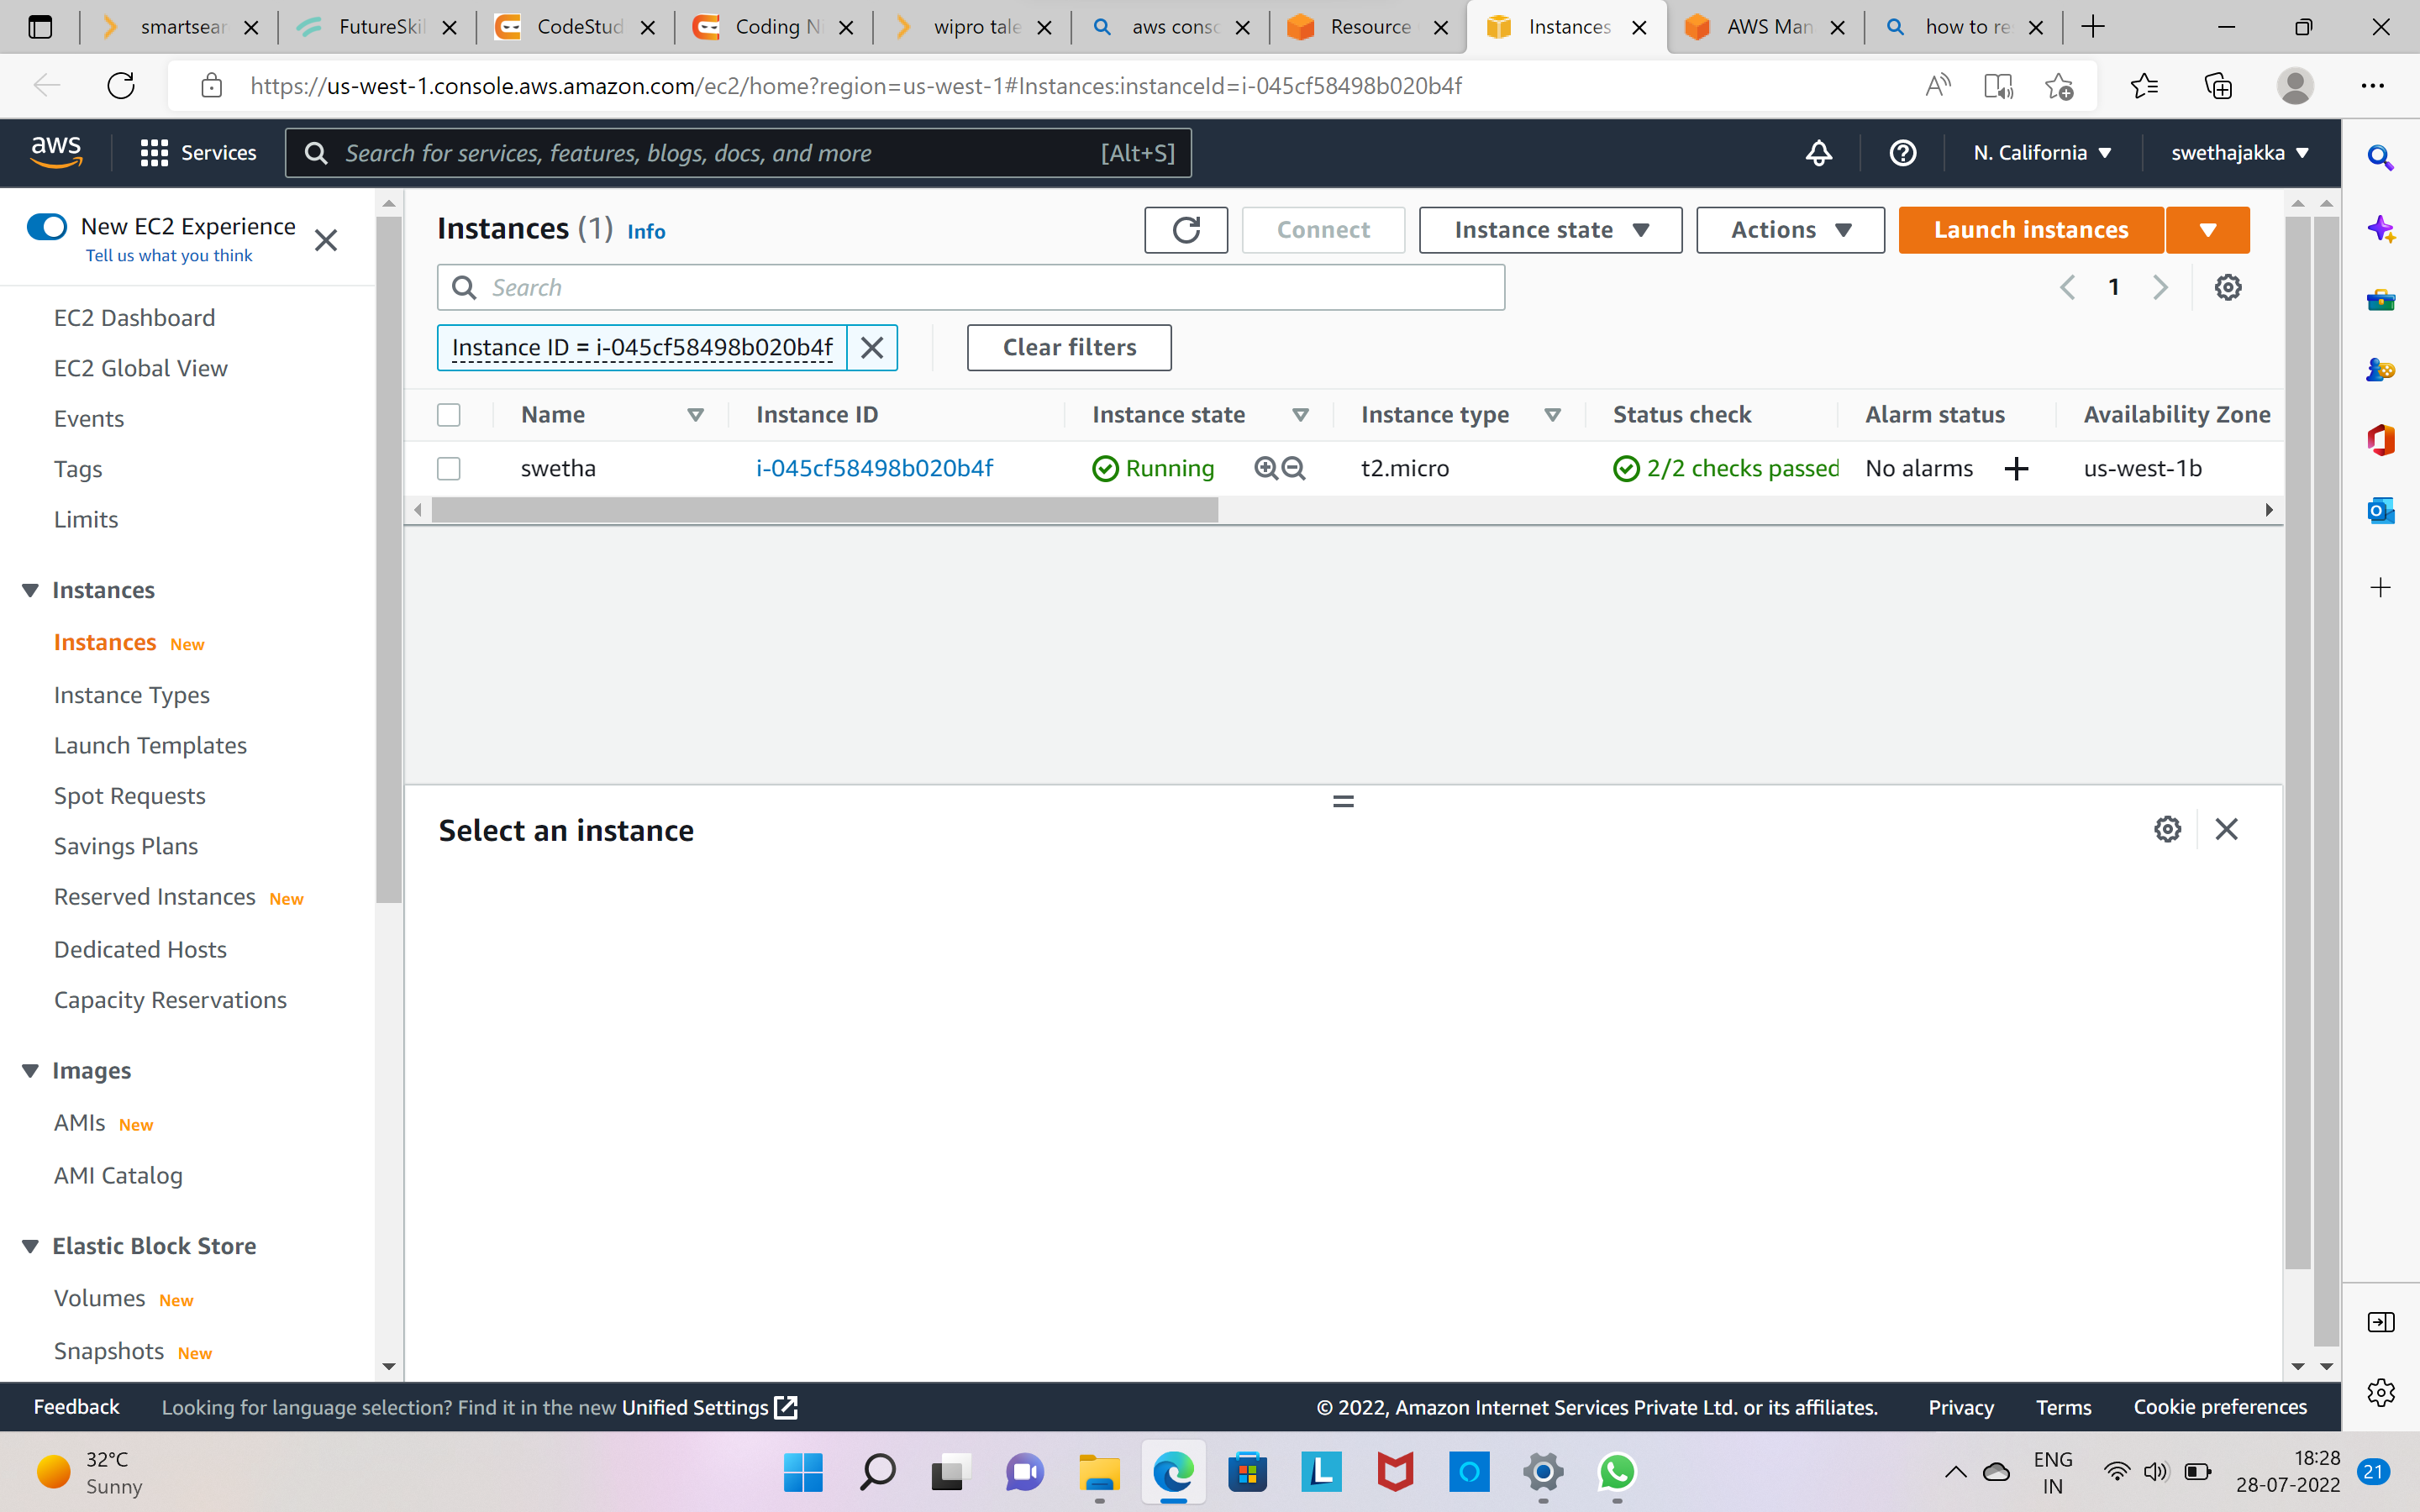 smartsear
FutureSkil
CodeStud
Coding Ni
wipro tale
aws consc
Resource
Instances
AWS Man
how to re
https://us-west-1.console.aws.amazon.com/ec2/home?region=us-west-1#Instances:instanceId=i-045cf58498b020b4f
aws
Services
Search for services, features, blogs, docs, and more
[Alt+S]
N. California
swethajakka
New EC2 Experience
Tell us what you think
EC2 Dashboard
EC2 Global View
Events
Tags
Limits
Instances
Instances New
Instance Types
Launch Templates
Spot Requests
Savings Plans
Reserved Instances New
Dedicated Hosts
Capacity Reservations
Images
AMIs New
AMI Catalog
Elastic Block Store
Volumes New
Snapshots New
Instances (1) Info
Connect
Instance state
Actions
Launch instances
Search
1
Instance ID = i-045cf58498b020b4f
Clear filters
Name Instance ID Instance state Instance type Status check Alarm status Availability Zone
swetha i-045cf58498b020b4f Running t2.micro 2/2 checks passed No alarms us-west-1b
Select an instance
Feedback
Looking for language selection? Find it in the new Unified Settings
© 2022, Amazon Internet Services Private Ltd. or its affiliates.
Privacy
Terms
Cookie preferences
32°C
Sunny
ENG
IN
18:28
28-07-2022
21